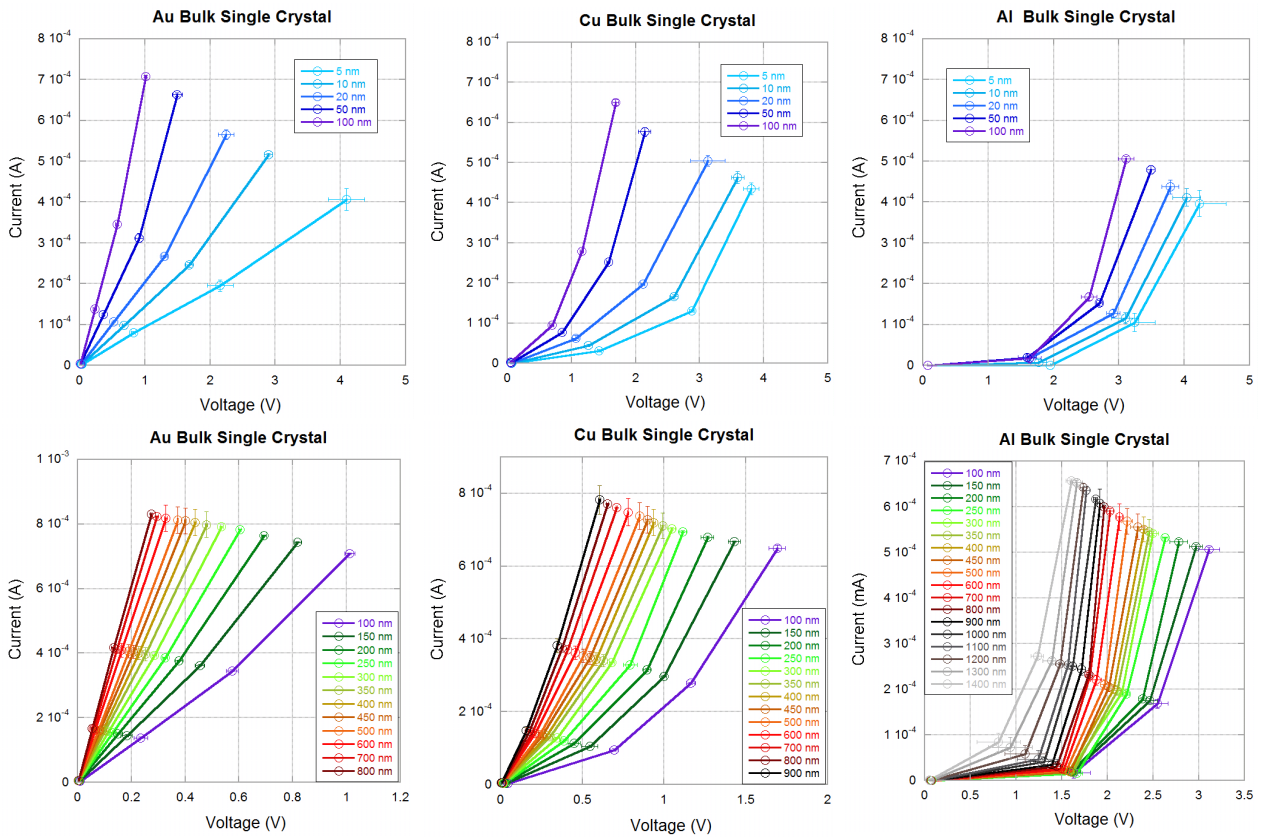 Au Bulk Single Crystal
8 10⁻⁴
7 10⁻⁴
6 10⁻⁴
5 10⁻⁴
4 10⁻⁴
3 10⁻⁴
2 10⁻⁴
1 10⁻⁴
0
Current (A)
5 nm
10 nm
20 nm
50 nm
100 nm
0 1 2 3 4 5
Voltage (V)
Cu Bulk Single Crystal
8 10⁻⁴
7 10⁻⁴
6 10⁻⁴
5 10⁻⁴
4 10⁻⁴
3 10⁻⁴
2 10⁻⁴
1 10⁻⁴
0
Current (A)
5 nm
10 nm
20 nm
50 nm
100 nm
0 1 2 3 4 5
Voltage (V)
Al Bulk Single Crystal
8 10⁻⁴
7 10⁻⁴
6 10⁻⁴
5 10⁻⁴
4 10⁻⁴
3 10⁻⁴
2 10⁻⁴
1 10⁻⁴
0
Current (A)
5 nm
10 nm
20 nm
50 nm
100 nm
0 1 2 3 4 5
Voltage (V)
Au Bulk Single Crystal
1 10⁻³
8 10⁻⁴
6 10⁻⁴
4 10⁻⁴
2 10⁻⁴
0
Current (A)
100 nm
150 nm
200 nm
250 nm
300 nm
350 nm
400 nm
450 nm
500 nm
600 nm
700 nm
800 nm
0 0.2 0.4 0.6 0.8 1 1.2
Voltage (V)
Cu Bulk Single Crystal
8 10⁻⁴
6 10⁻⁴
4 10⁻⁴
2 10⁻⁴
0
Current (A)
100 nm
150 nm
200 nm
250 nm
300 nm
350 nm
400 nm
450 nm
500 nm
600 nm
700 nm
800 nm
900 nm
0 0.5 1 1.5 2
Voltage (V)
Al Bulk Single Crystal
7 10⁻⁴
6 10⁻⁴
5 10⁻⁴
4 10⁻⁴
3 10⁻⁴
2 10⁻⁴
1 10⁻⁴
0
Current (mA)
100 nm
150 nm
200 nm
250 nm
300 nm
350 nm
400 nm
450 nm
500 nm
600 nm
700 nm
800 nm
900 nm
1000 nm
1100 nm
1200 nm
1300 nm
1400 nm
0 0.5 1 1.5 2 2.5 3 3.5
Voltage (V)